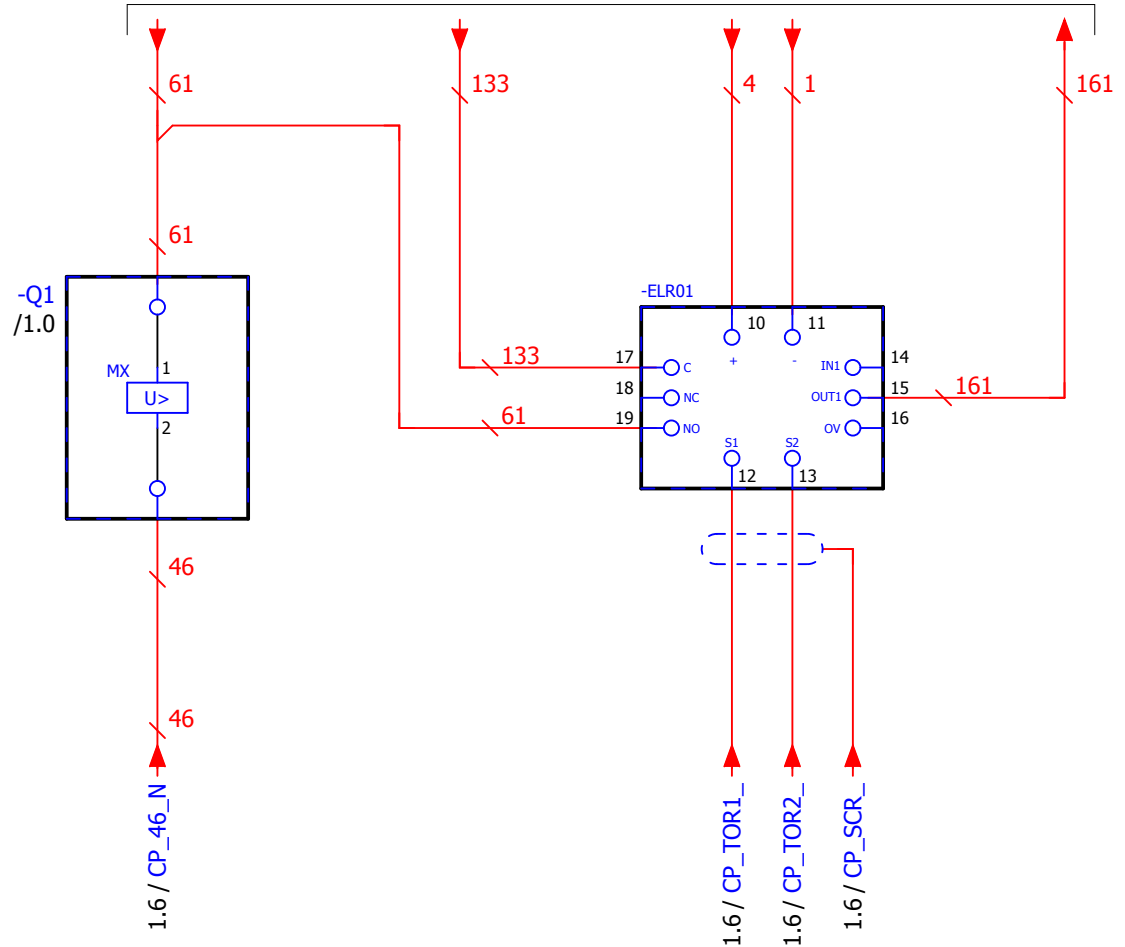 61
133
4
1
161
61
-Q1
/1.0
-ELR01
10
11
+
-
133
17
C
IN1
14
MX
1
U>
2
18
NC
OUT1
15
161
61
19
NO
OV
16
S1
S2
12
13
46
46
1.6 / CP_46_N
1.6 / CP_TOR1_
1.6 / CP_TOR2_
1.6 / CP_SCR_